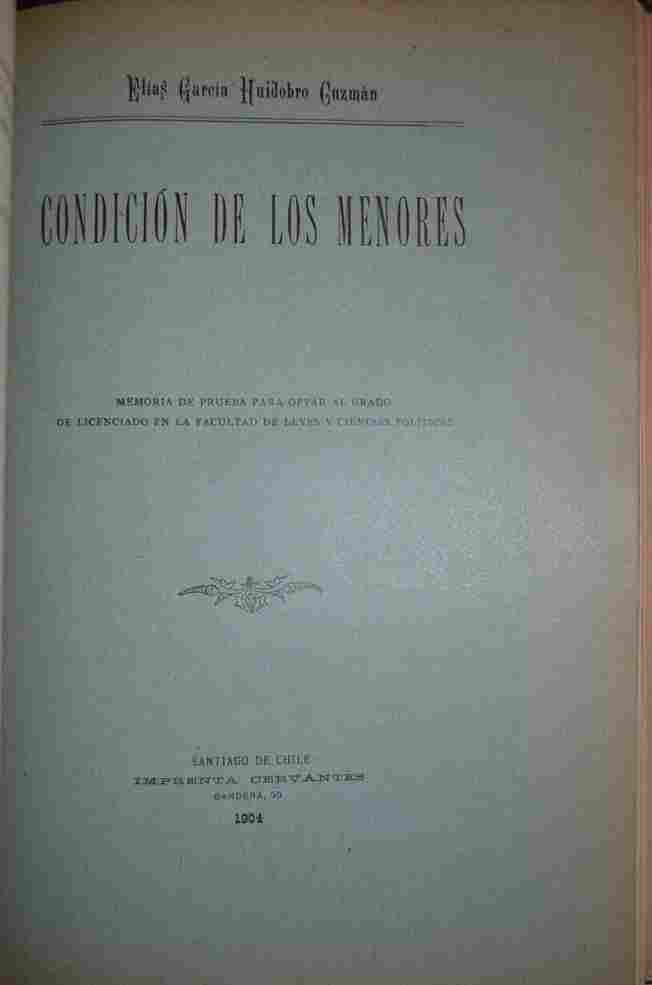 Elías García Huidobro Guzmán
CONDICIÓN DE LOS MENORES
MEMORIA DE PRUEBA PARA OPTAR AL GRADO
DE LICENCIADO EN LA FACULTAD DE LEYES Y CIENCIAS POLÍTICAS
SANTIAGO DE CHILE
IMPRENTA CERVANTES
BANDERA, 50
1904